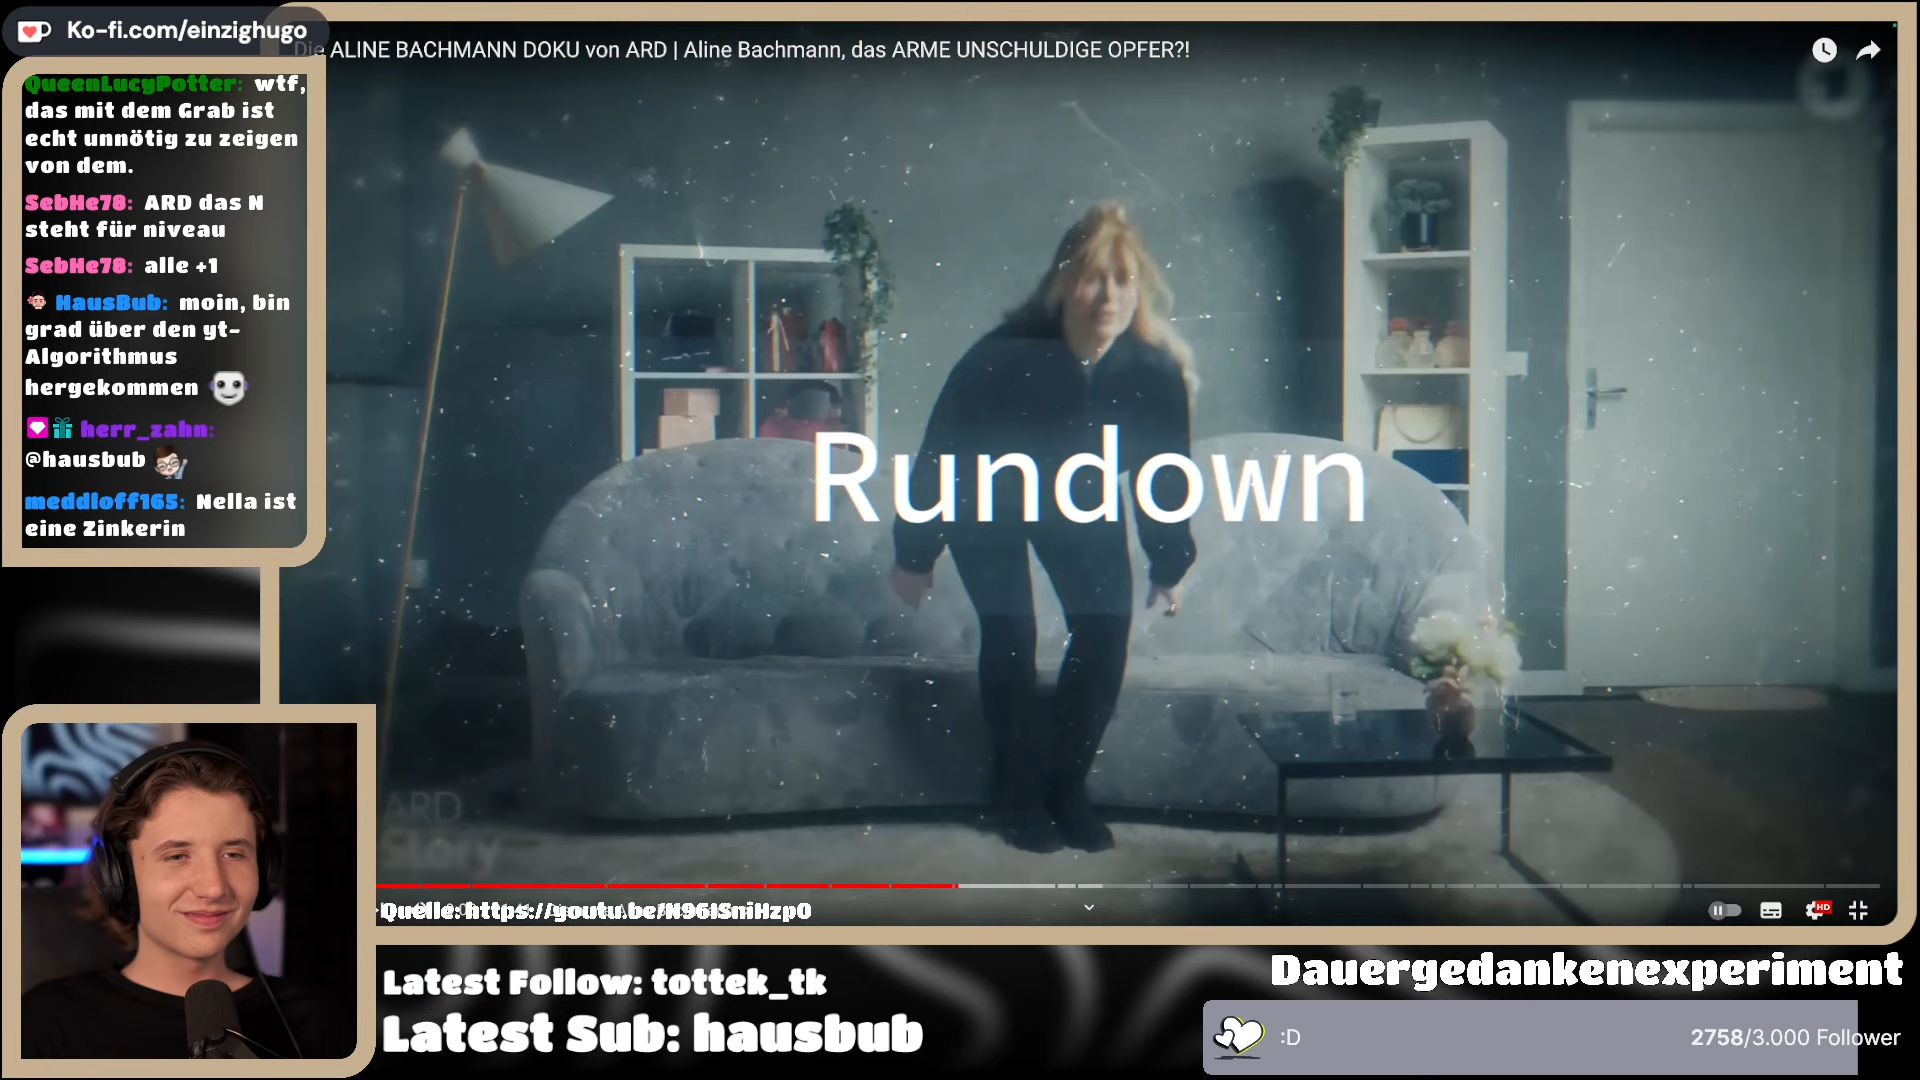 Ko-fi.com/einzighugo
Die ALINE BACHMANN DOKU von ARD | Aline Bachmann, das ARME UNSCHULDIGE OPFER?!
QueenLucyPotter: wtf,
das mit dem Grab ist
echt unnötig zu zeigen
von dem.
SebHe78: ARD das N
steht für niveau
SebHe78: alle +1
HausBub: moin, bin
grad über den yt-
Algorithmus
hergekommen
herr_zahn:
@hausbub
meddloff165: Nella ist
eine Zinkerin
Rundown
ARD
Story
Quelle: https://youtu.be/N96JSniHzpO
HD
Latest Follow: tottek_tk
Latest Sub: hausbub
Dauergedankenexperiment
:D
2758/3.000 Follower